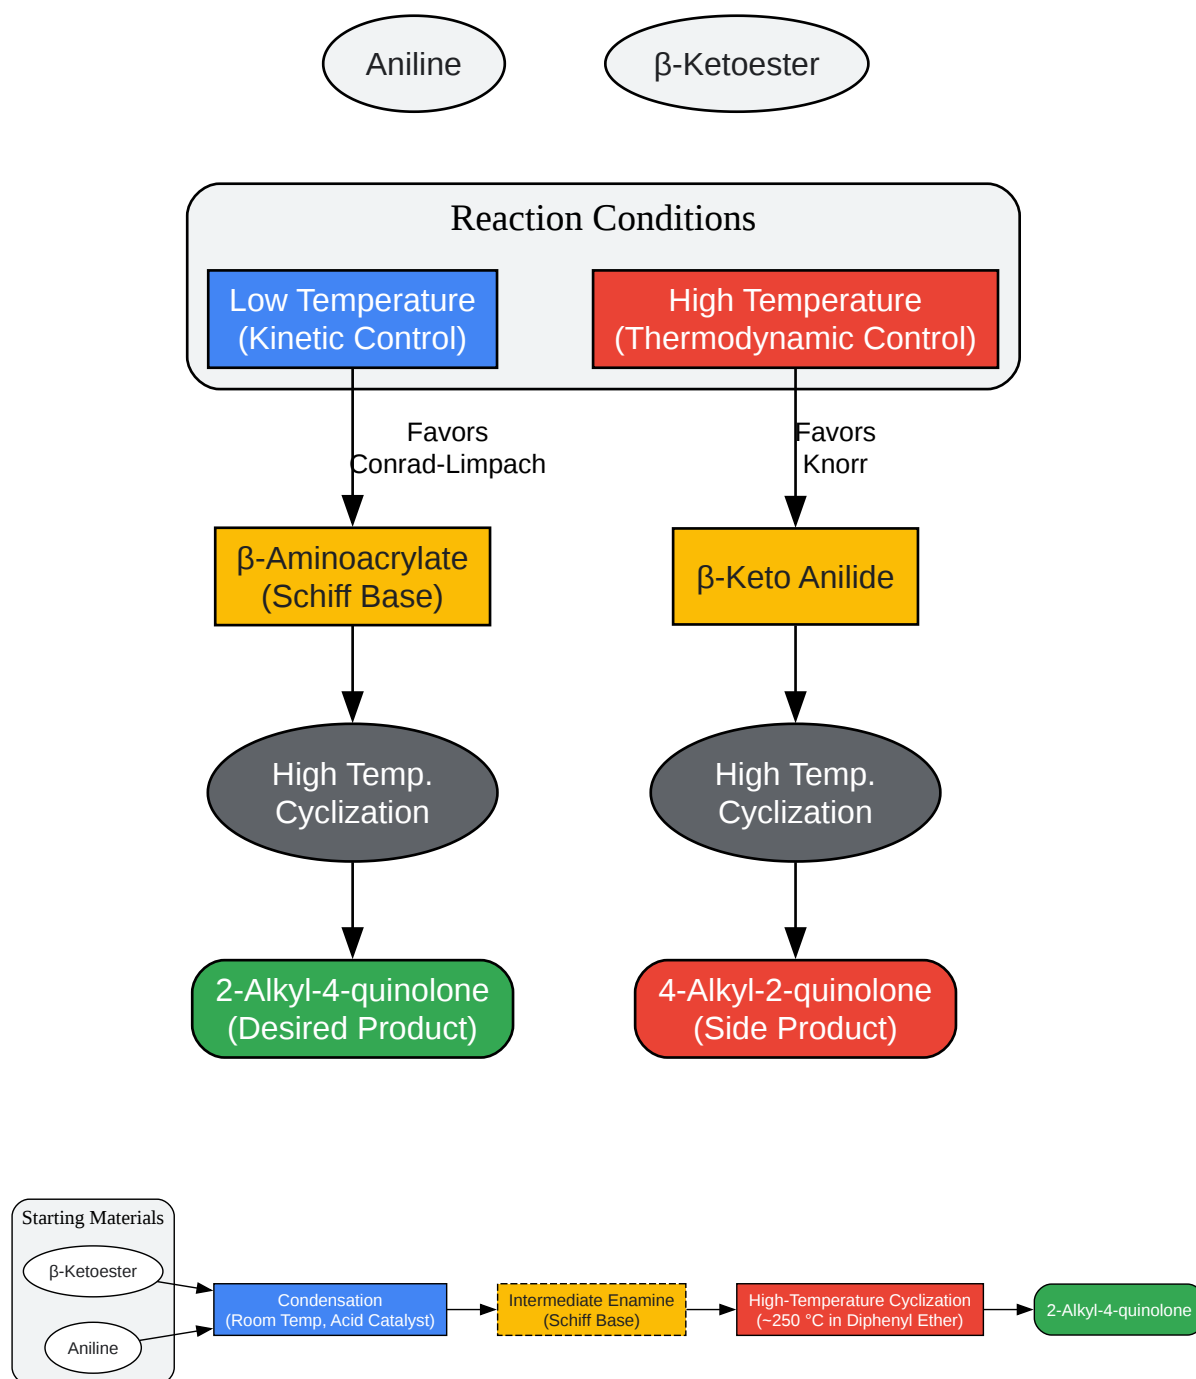 Aniline
β-Ketoester
Reaction Conditions
Low Temperature
(Kinetic Control)
High Temperature
(Thermodynamic Control)
Favors
Conrad-Limpach
Favors
Knorr
β-Aminoacrylate
(Schiff Base)
β-Keto Anilide
High Temp.
Cyclization
High Temp.
Cyclization
2-Alkyl-4-quinolone
(Desired Product)
4-Alkyl-2-quinolone
(Side Product)
Starting Materials
β-Ketoester
Aniline
Condensation
(Room Temp, Acid Catalyst)
Intermediate Enamine
(Schiff Base)
High-Temperature Cyclization
(~250 °C in Diphenyl Ether)
2-Alkyl-4-quinolone